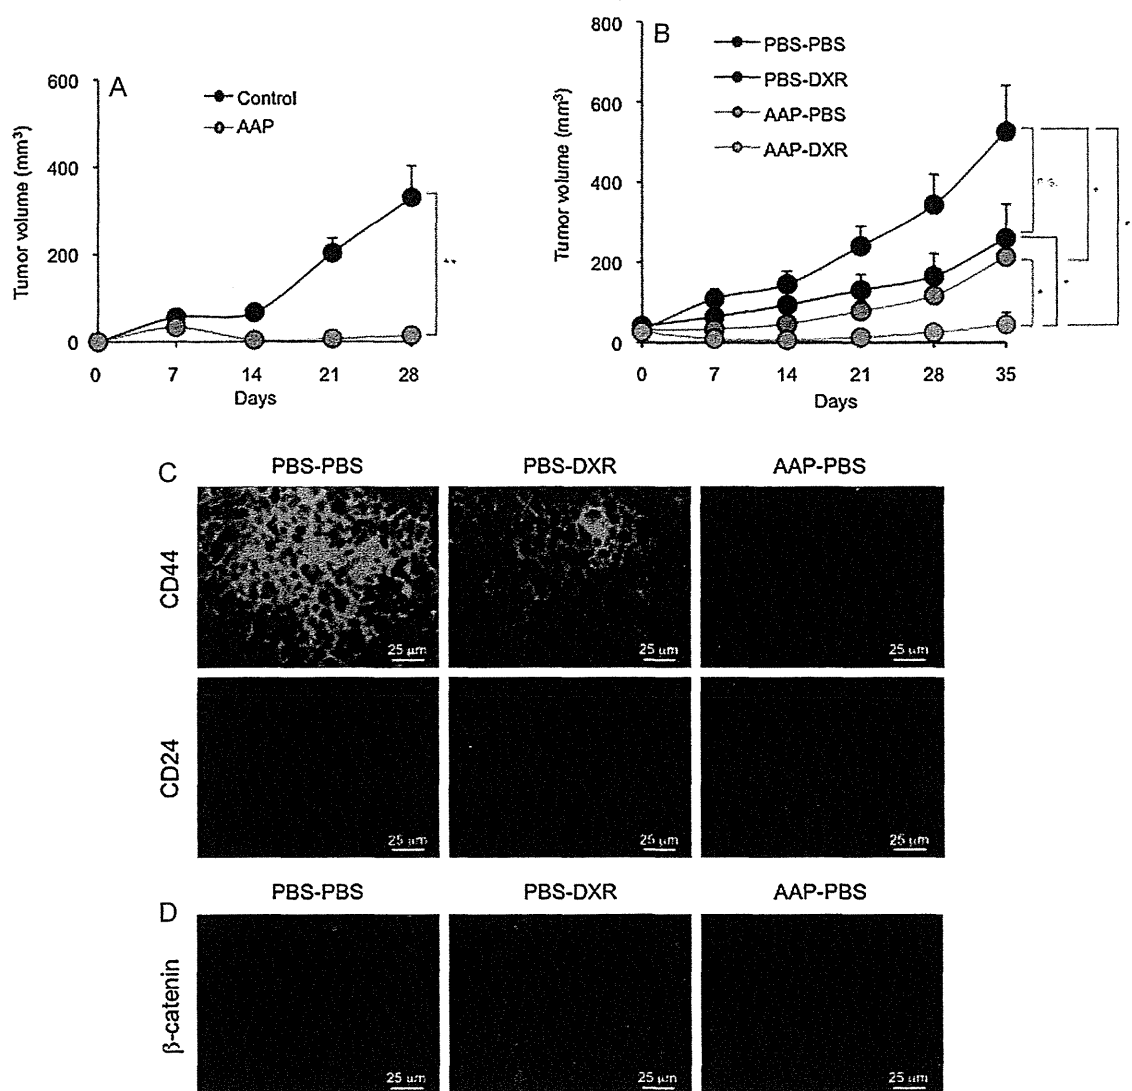 A
Control
AAP
Tumor volume (mm³)
600
400
200
0
0 7 14 21 28
Days
**
B
PBS-PBS
PBS-DXR
AAP-PBS
AAP-DXR
Tumor volume (mm³)
800
600
400
200
0
0 7 14 21 28 35
Days
n.s.
*
*
*
*
C
PBS-PBS PBS-DXR AAP-PBS
CD44
25 µm 25 µm 25 µm
CD24
25 µm 25 µm 25 µm
D
PBS-PBS PBS-DXR AAP-PBS
β-catenin
25 µm 25 µm 25 µm